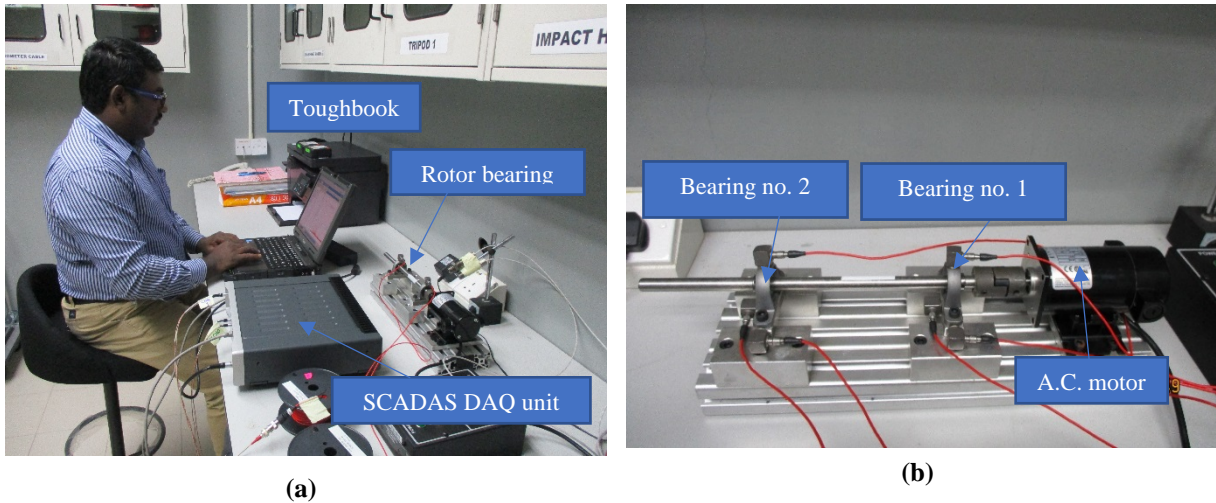 TRIPOD 1
IMPACT H
Toughbook
Rotor bearing
A4
SCADAS DAQ unit
(a)
Bearing no. 2
Bearing no. 1
A.C. motor
(b)